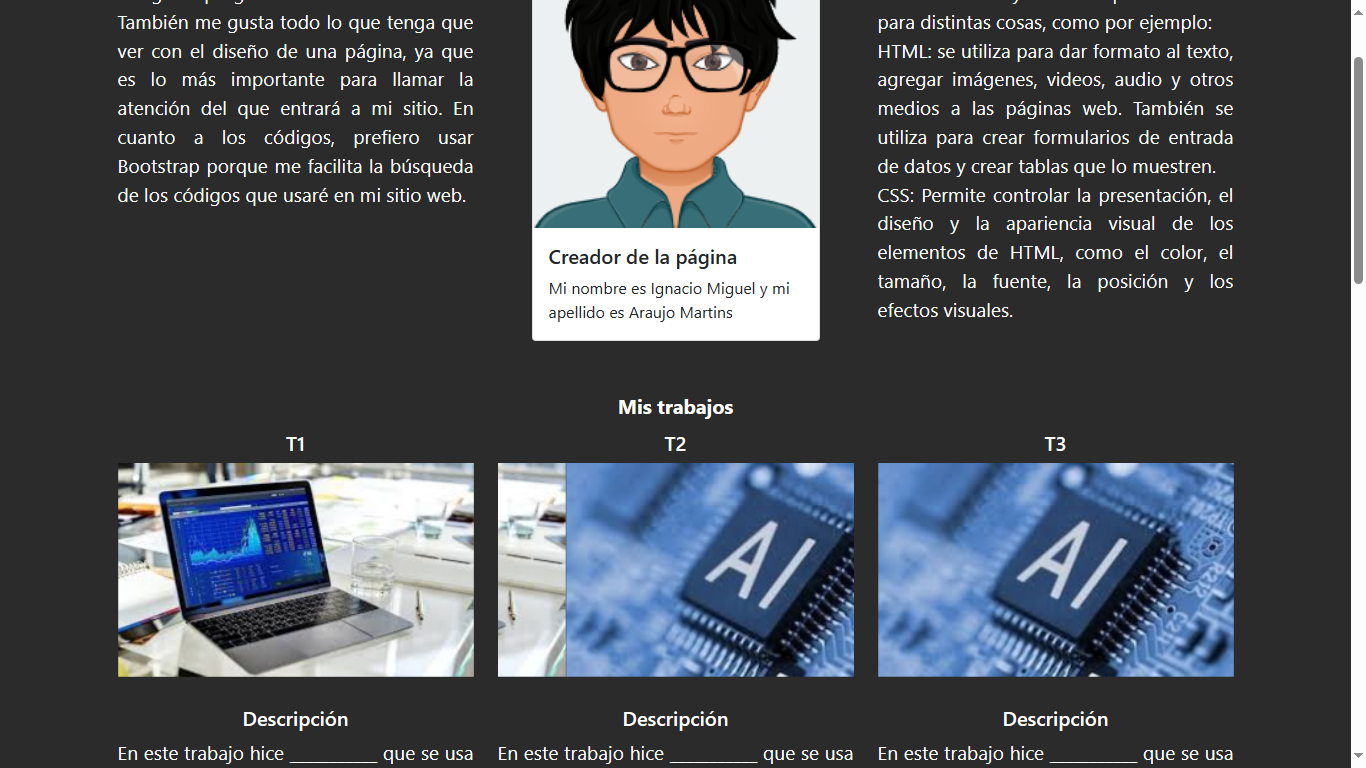 También me gusta todo lo que tenga que
ver con el diseño de una página, ya que
es lo más importante para llamar la
atención del que entrará a mi sitio. En
cuanto a los códigos, prefiero usar
Bootstrap porque me facilita la búsqueda
de los códigos que usaré en mi sitio web.
Creador de la página
Mi nombre es Ignacio Miguel y mi
apellido es Araujo Martins
para distintas cosas, como por ejemplo:
HTML: se utiliza para dar formato al texto,
agregar imágenes, videos, audio y otros
medios a las páginas web. También se
utiliza para crear formularios de entrada
de datos y crear tablas que lo muestren.
CSS: Permite controlar la presentación, el
diseño y la apariencia visual de los
elementos de HTML, como el color, el
tamaño, la fuente, la posición y los
efectos visuales.
Mis trabajos
T1
T2
T3
AI
AI
Descripción
En este trabajo hice _________ que se usa
Descripción
En este trabajo hice _________ que se usa
Descripción
En este trabajo hice _________ que se usa